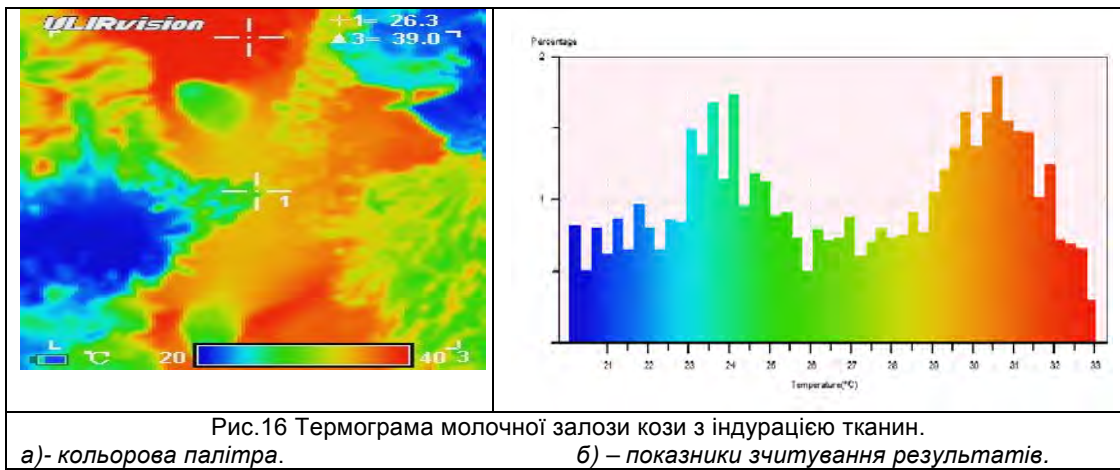 ULIRvision
1= 26.3
▲3= 39.0
1
℃ 20 40 3
Percentage
2
1
21 22 23 24 25 26 27 28 29 30 31 32 33
Temperature(°C)
Рис.16 Термограма молочної залози кози з індурацією тканин.
а)- кольорова палітра. б) – показники зчитування результатів.